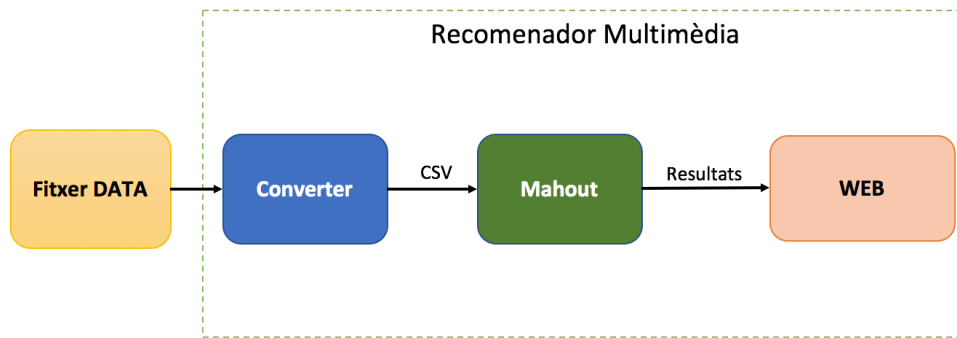 Recomenador Multimèdia
Fitxer DATA
Converter
CSV
Mahout
Resultats
WEB